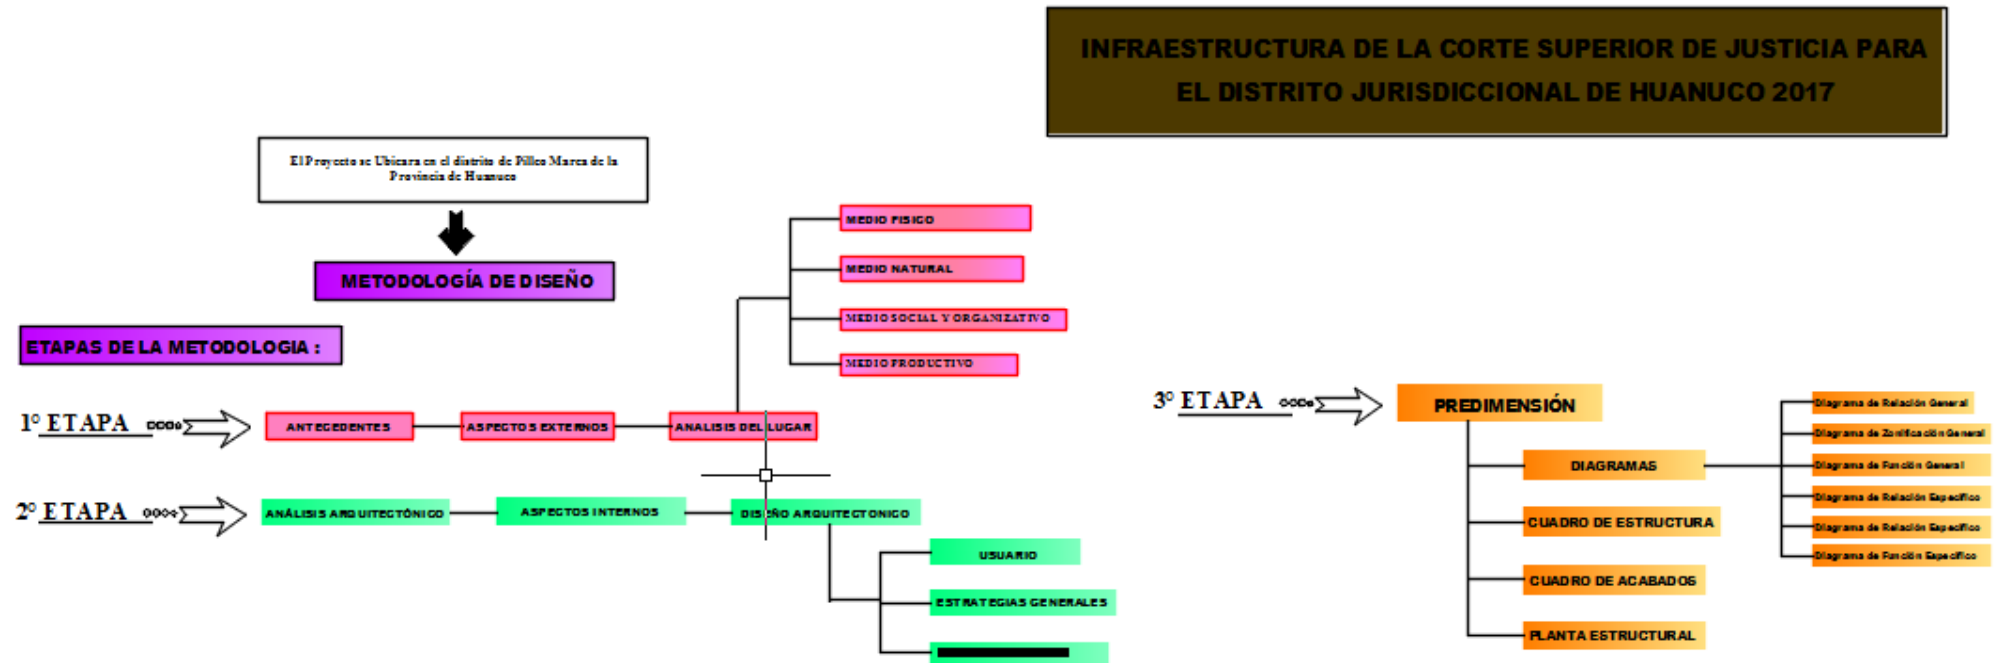 INFRAESTRUCTURA DE LA CORTE SUPERIOR DE JUSTICIA PARA
EL DISTRITO JURISDICCIONAL DE HUANUCO 2017
El Proyecto se Ubicara en el distrito de Pillco Marca de la
Provincia de Huanuco
METODOLOGÍA DE DISEÑO
ETAPAS DE LA METODOLOGIA :
1º ETAPA
ANTECEDENTES
ASPECTOS EXTERNOS
ANALISIS DEL LUGAR
MEDIO FISICO
MEDIO NATURAL
MEDIO SOCIAL Y ORGANIZATIVO
MEDIO PRODUCTIVO
2º ETAPA
ANÁLISIS ARQUITECTÓNICO
ASPECTOS INTERNOS
DISEÑO ARQUITECTONICO
USUARIO
ESTRATEGIAS GENERALES
3º ETAPA
PREDIMENSIÓN
DIAGRAMAS
CUADRO DE ESTRUCTURA
CUADRO DE ACABADOS
PLANTA ESTRUCTURAL
Diagrama de Relación General
Diagrama de Zonificación General
Diagrama de Función General
Diagrama de Relación Especifico
Diagrama de Relación Especifico
Diagrama de Función Especifico